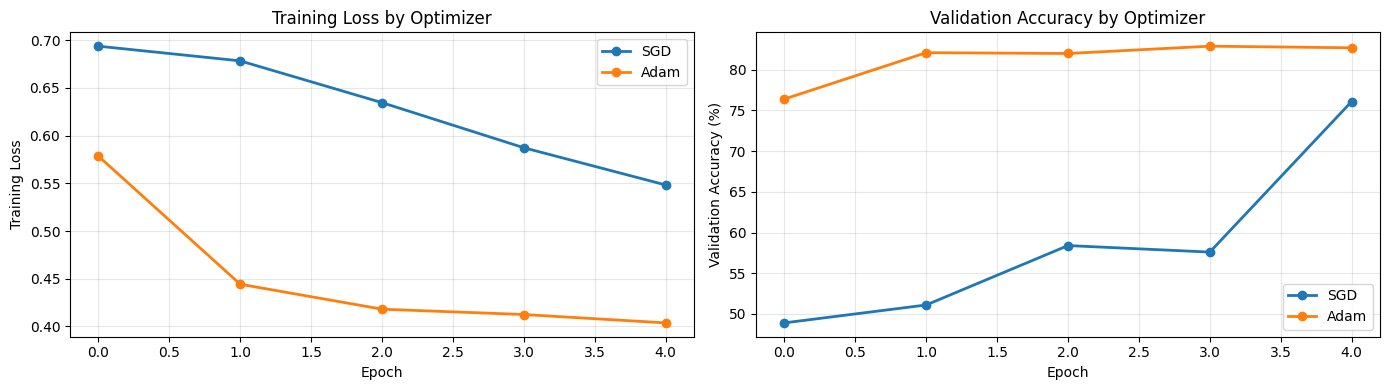 Training Loss by Optimizer
0.70
0.65
0.60
0.55
0.50
0.45
0.40
Training Loss
SGD
Adam
0.0 0.5 1.0 1.5 2.0 2.5 3.0 3.5 4.0
Epoch
Validation Accuracy by Optimizer
80
75
70
65
60
55
50
Validation Accuracy (%)
SGD
Adam
0.0 0.5 1.0 1.5 2.0 2.5 3.0 3.5 4.0
Epoch